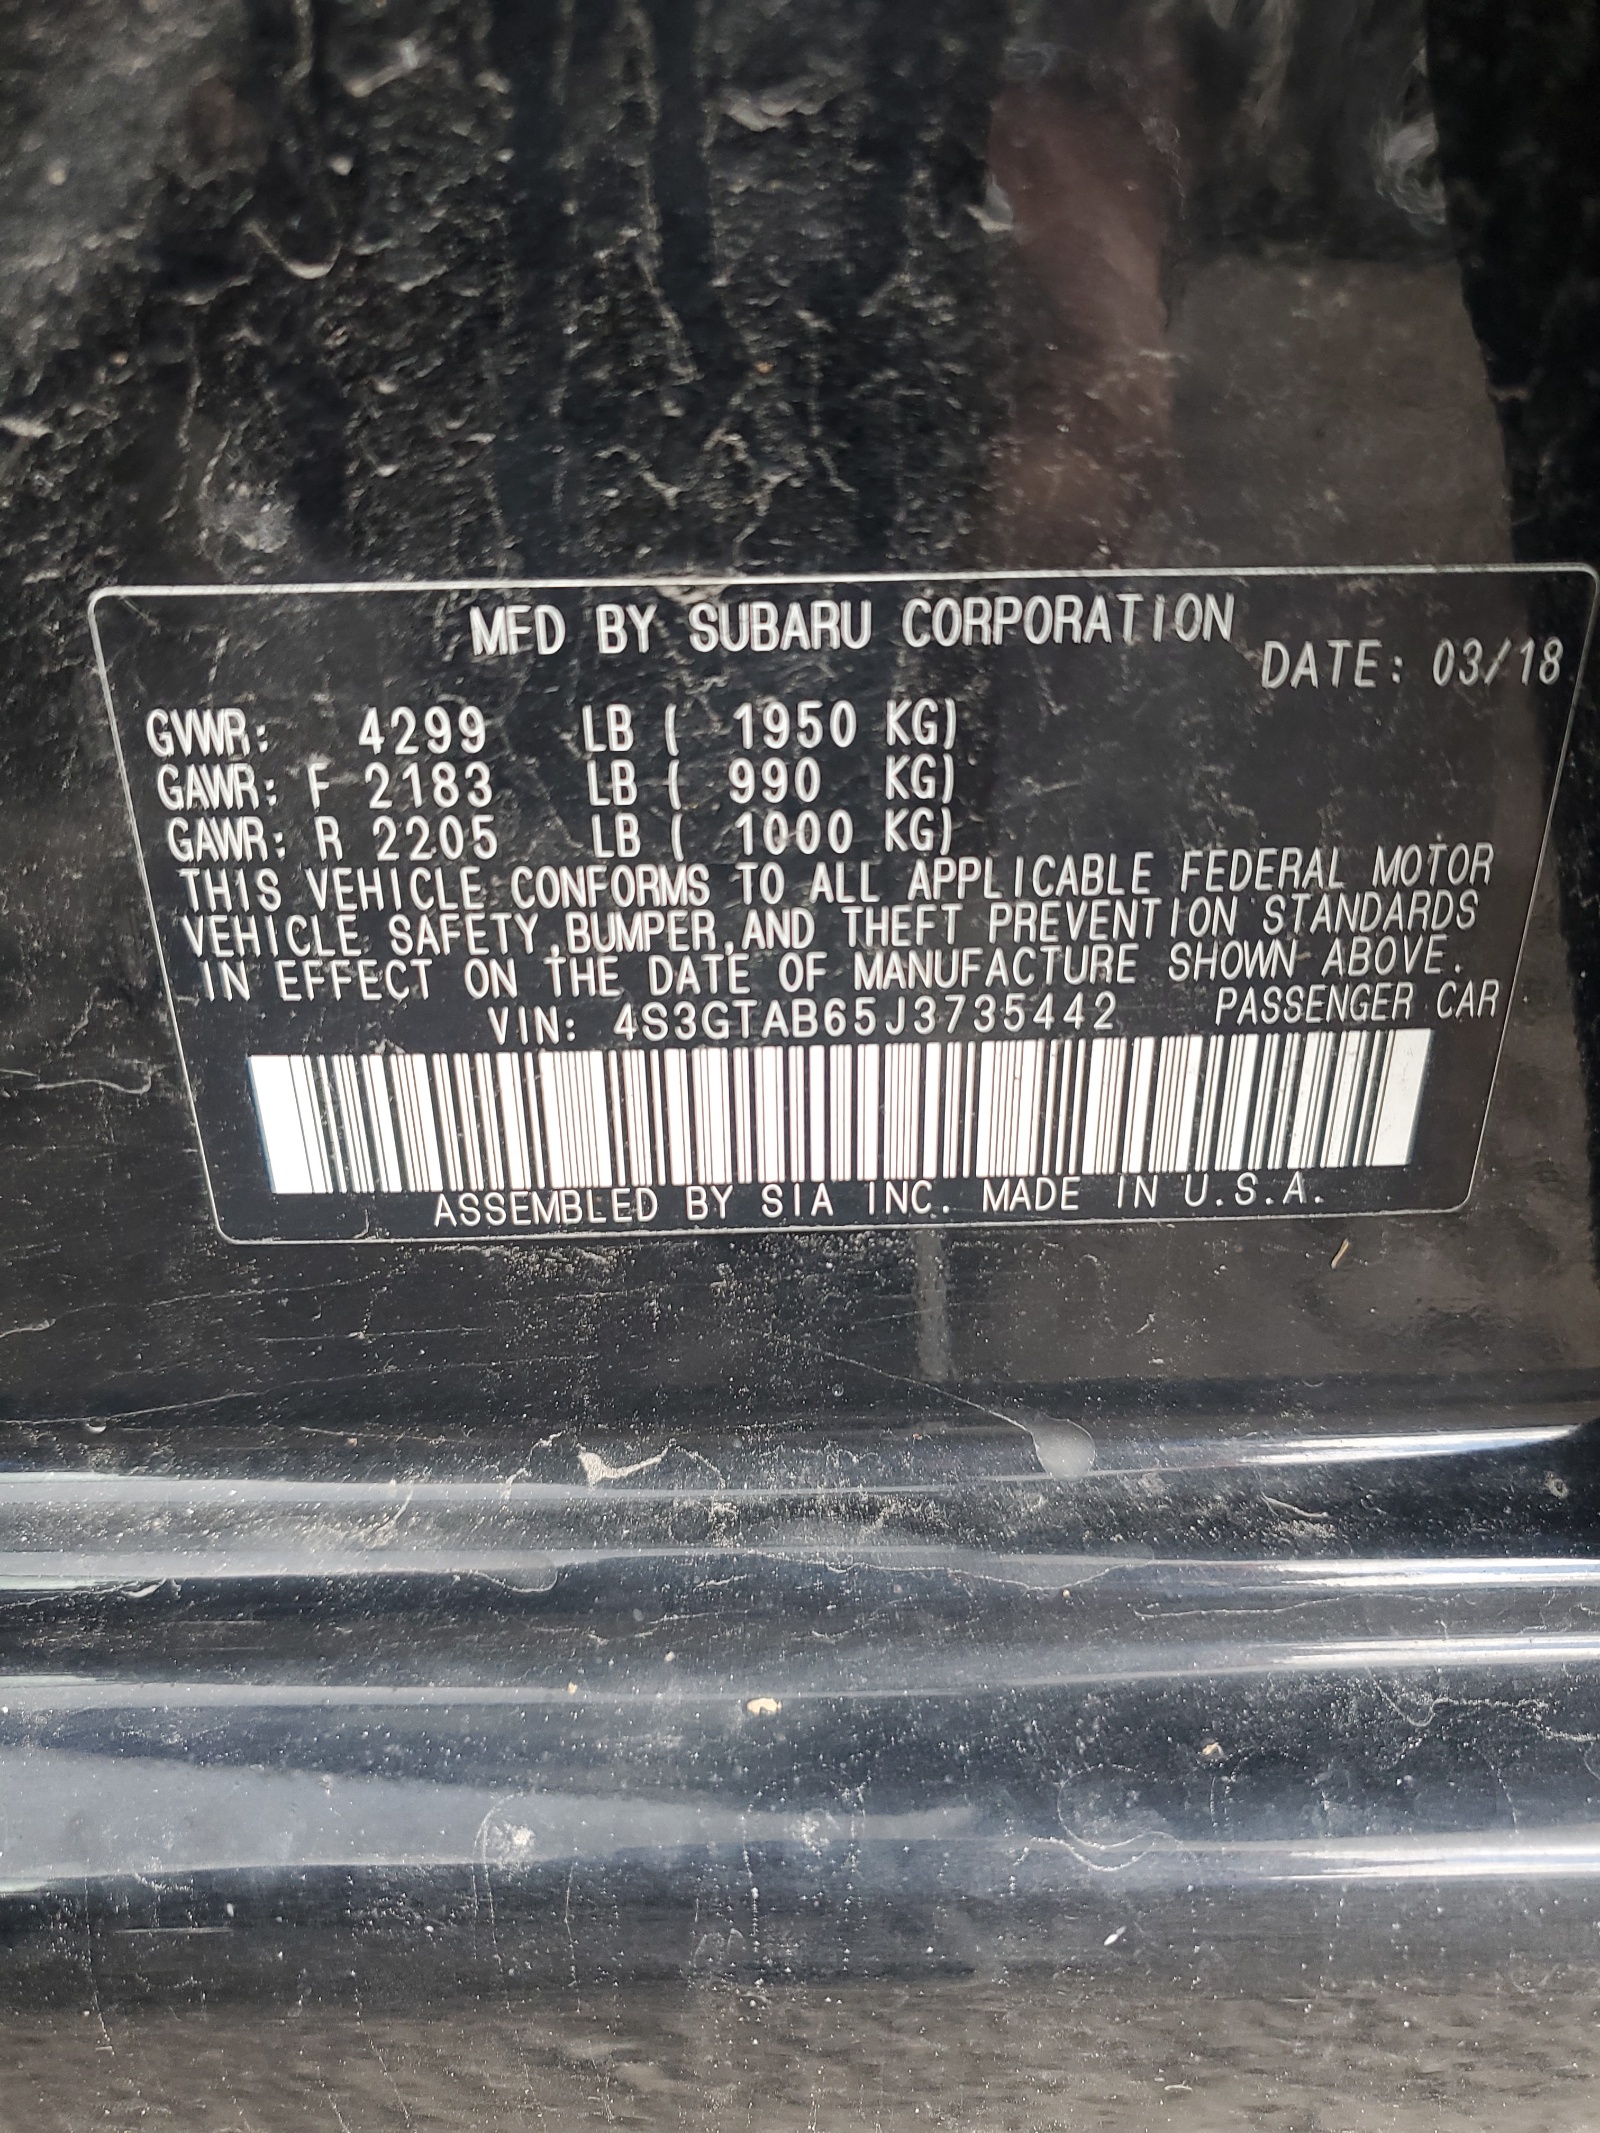 MFD BY SUBARU CORPORATION
DATE: 03/18
GVWR: 4299 LB ( 1950 KG)
GAWR: F 2183 LB ( 990 KG)
GAWR: R 2205 LB ( 1000 KG)
THIS VEHICLE CONFORMS TO ALL APPLICABLE FEDERAL MOTOR
VEHICLE SAFETY,BUMPER,AND THEFT PREVENTION STANDARDS
IN EFFECT ON THE DATE OF MANUFACTURE SHOWN ABOVE.
VIN: 4S3GTAB65J3735442 PASSENGER CAR
ASSEMBLED BY SIA INC. MADE IN U.S.A.